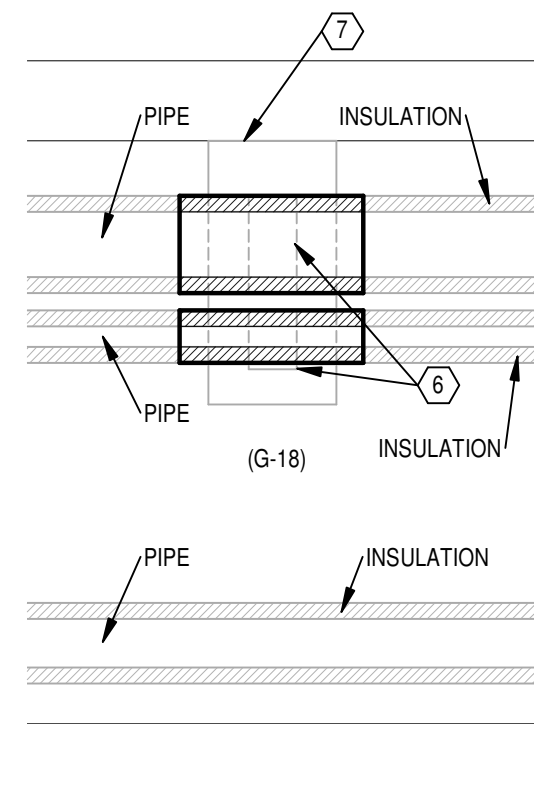 7
PIPE
INSULATION
6
PIPE
INSULATION
(G-18)
PIPE
INSULATION